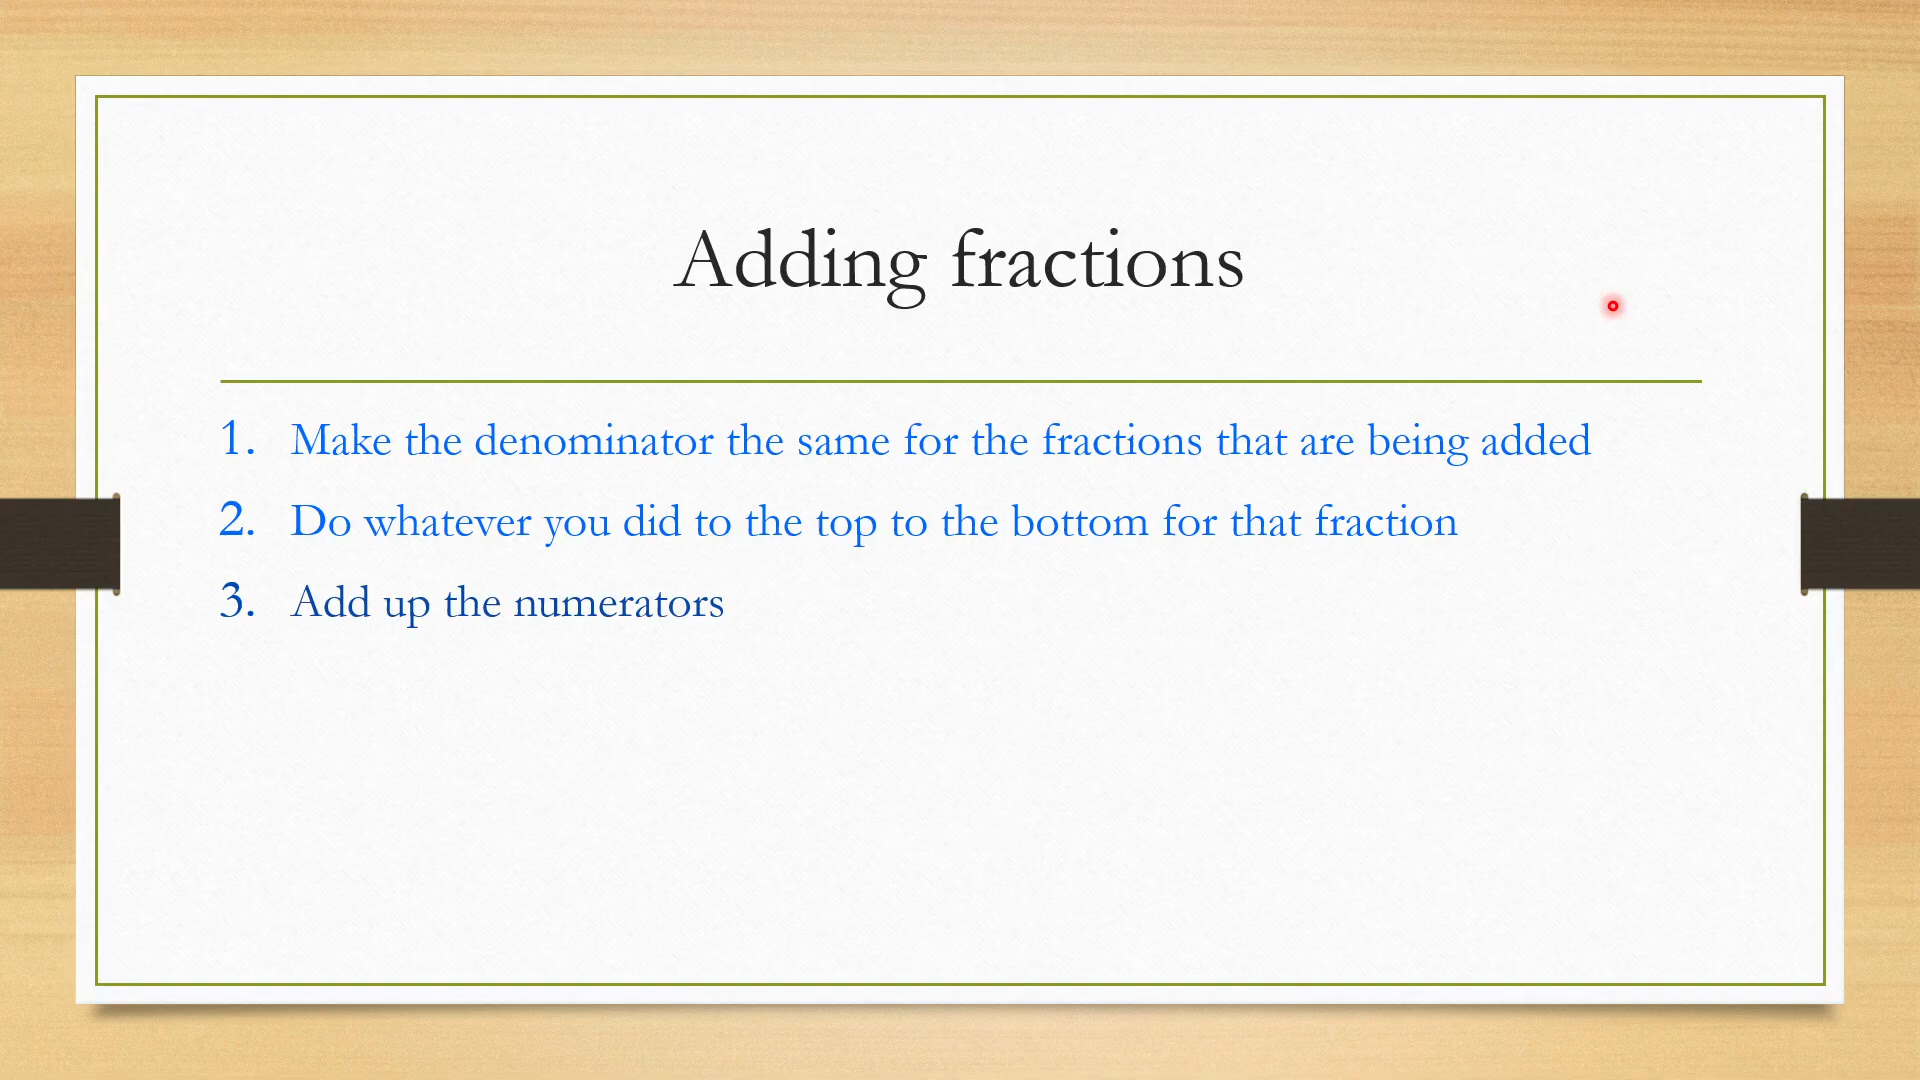 Adding fractions
1. Make the denominator the same for the fractions that are being added
2. Do whatever you did to the top to the bottom for that fraction
3. Add up the numerators